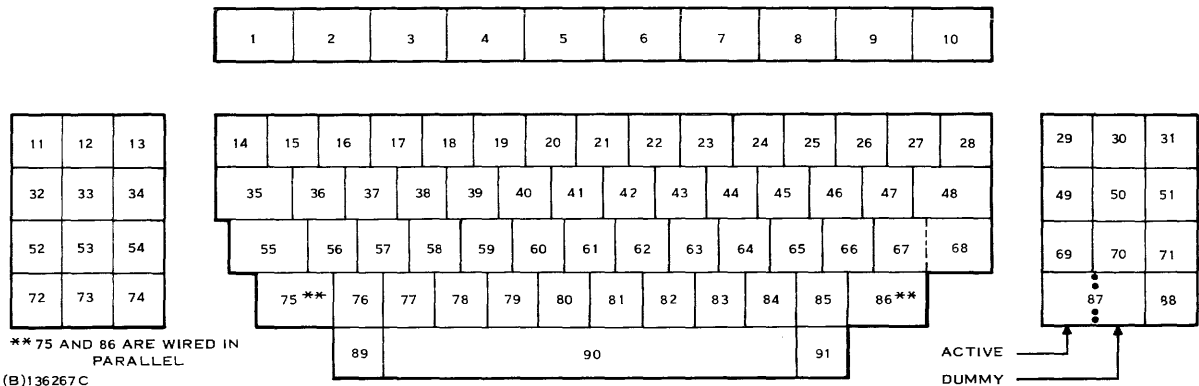 1 2 3 4 5 6 7 8 9 10
11 12 13 14 15 16 17 18 19 20 21 22 23 24 25 26 27 28 29 30 31
32 33 34 35 36 37 38 39 40 41 42 43 44 45 46 47 48 49 50 51
52 53 54 55 56 57 58 59 60 61 62 63 64 65 66 67 68 69 70 71
72 73 74 75 ** 76 77 78 79 80 81 82 83 84 85 86 ** 87 88
** 75 AND 86 ARE WIRED IN
PARALLEL
89 90 91
ACTIVE
DUMMY
(B)136267C